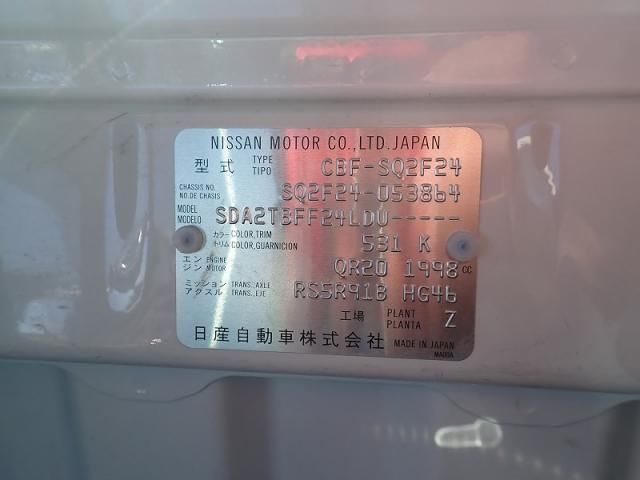 NISSAN MOTOR CO.,LTD.JAPAN
型式 TYPE TIPO CBF-SQ2F24
CHASSIS NO. NO.DE CHASIS SQ2F24-053864
MODEL MODELO SDA2TBFF24LDU-----
カラー COLOR,TRIM
トリム COLOR,GUARNICION 531 K
エンジン ENGINE MOTOR QR20 1998 cc
ミッション TRANS.,AXLE
アクスル TRANS.,EJE RS5R91B HG46
工場 PLANT PLANTA Z
日産自動車株式会社 MADE IN JAPAN
MA00A